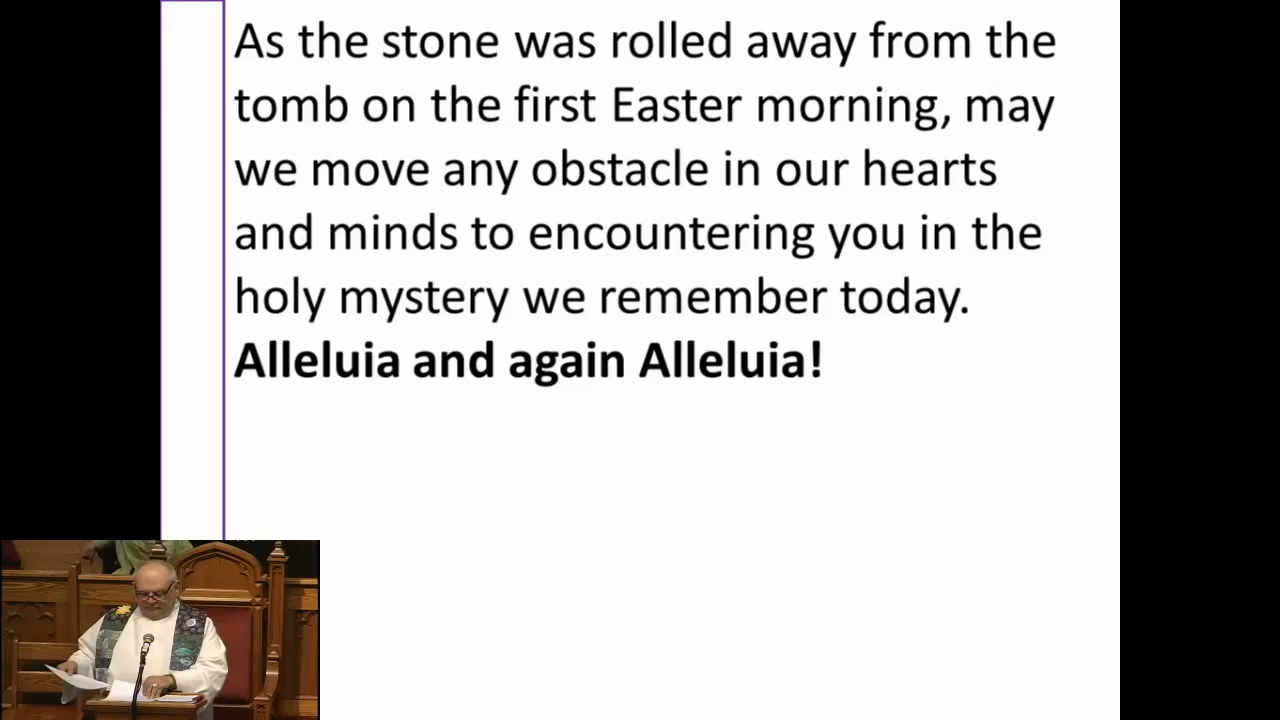 As the stone was rolled away from the
tomb on the first Easter morning, may
we move any obstacle in our hearts
and minds to encountering you in the
holy mystery we remember today.
Alleluia and again Alleluia!